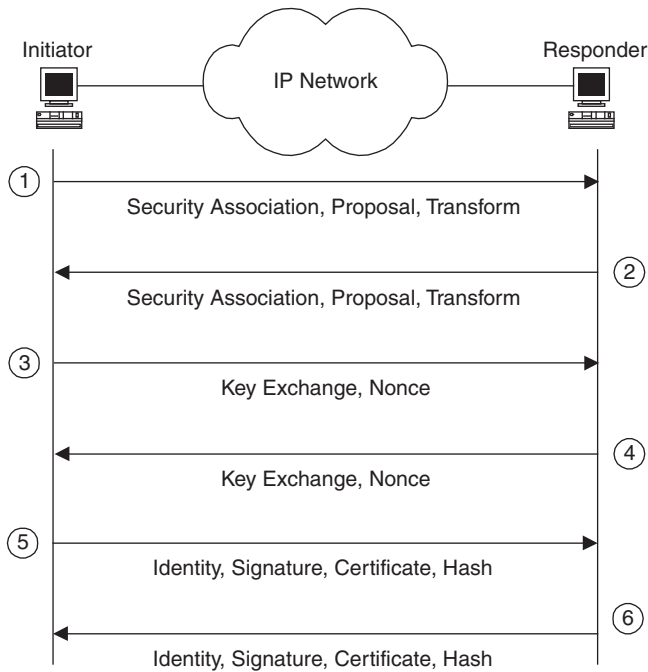 Initiator
Responder
IP Network
1
Security Association, Proposal, Transform
2
Security Association, Proposal, Transform
3
Key Exchange, Nonce
4
Key Exchange, Nonce
5
Identity, Signature, Certificate, Hash
6
Identity, Signature, Certificate, Hash